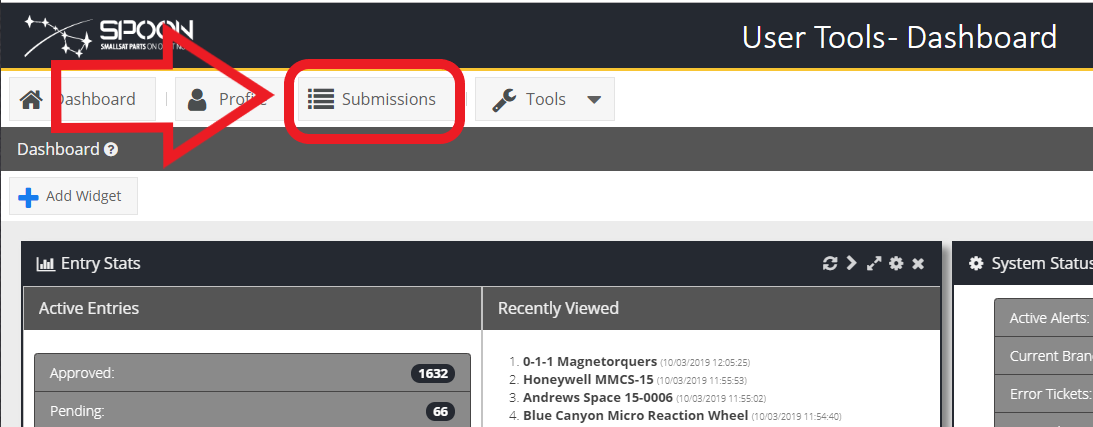 SPOON
SMALLSAT PARTS ON
User Tools- Dashboard
Dashboard
Submissions
Tools
Dashboard
Add Widget
Entry Stats
System Status
Active Entries
Recently Viewed
Active Alerts:
Approved: 1632
Current Bran
Pending: 66
Error Tickets:
1. 0-1-1 Magnetorquers (10/03/2019 12:05:25)
2. Honeywell MMCS-15 (10/03/2019 11:55:53)
3. Andrews Space 15-0006 (10/03/2019 11:55:02)
4. Blue Canyon Micro Reaction Wheel (10/03/2019 11:54:40)